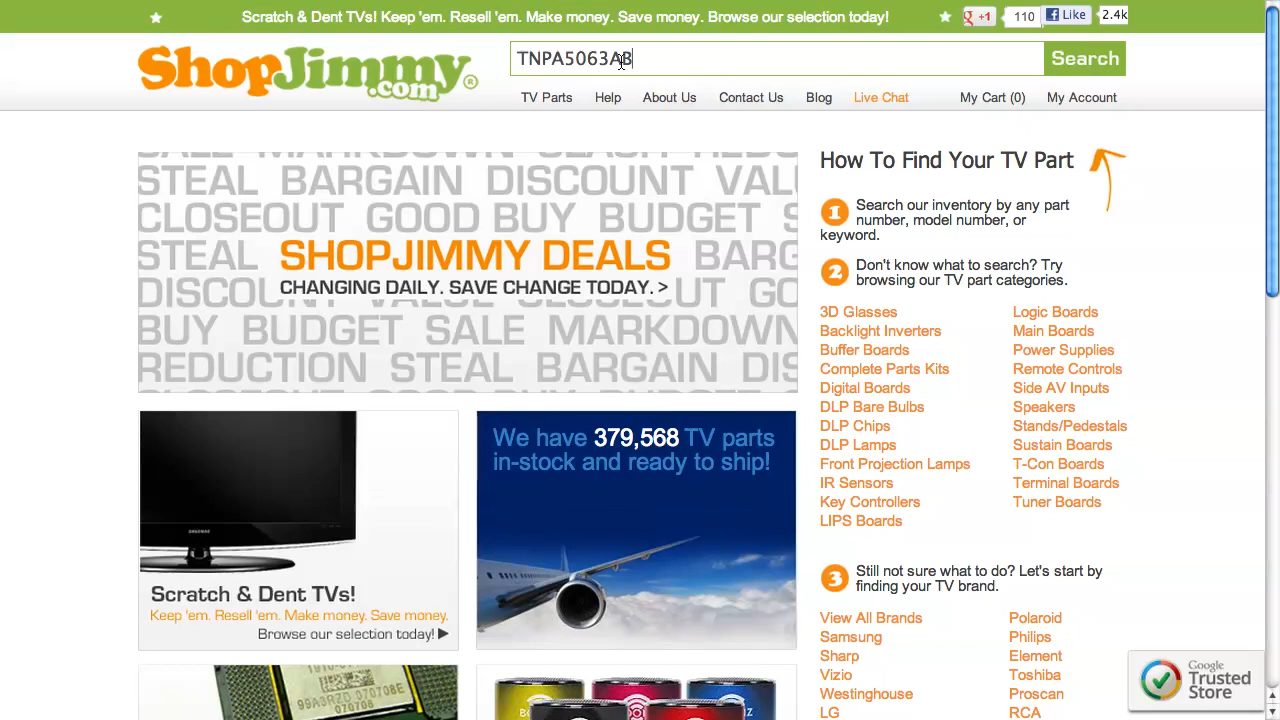 Scratch & Dent TVs! Keep 'em. Resell 'em. Make money. Save money. Browse our selection today!
+1 110 Like 2.4k
ShopJimmy.com
TNPA5063AB
Search
TV Parts Help About Us Contact Us Blog Live Chat My Cart (0) My Account
STEAL BARGAIN DISCOUNT VAL
CLOSEOUT GOOD BUY BUDGET S
STEAL SHOPJIMMY DEALS BARG
CHANGING DAILY. SAVE CHANGE TODAY. >
BUY BUDGET SALE MARKDOWN
REDUCTION STEAL BARGAIN DIS
Scratch & Dent TVs!
Keep 'em. Resell 'em. Make money. Save money.
Browse our selection today!
We have 379,568 TV parts
in-stock and ready to ship!
How To Find Your TV Part
1 Search our inventory by any part
number, model number, or
keyword.
2 Don't know what to search? Try
browsing our TV part categories.
3D Glasses
Backlight Inverters
Buffer Boards
Complete Parts Kits
Digital Boards
DLP Bare Bulbs
DLP Chips
DLP Lamps
Front Projection Lamps
IR Sensors
Key Controllers
LIPS Boards
Logic Boards
Main Boards
Power Supplies
Remote Controls
Side AV Inputs
Speakers
Stands/Pedestals
Sustain Boards
T-Con Boards
Terminal Boards
Tuner Boards
3 Still not sure what to do? Let's start by
finding your TV brand.
View All Brands
Samsung
Sharp
Vizio
Westinghouse
LG
Polaroid
Philips
Element
Toshiba
Proscan
RCA
Google
Trusted
Store